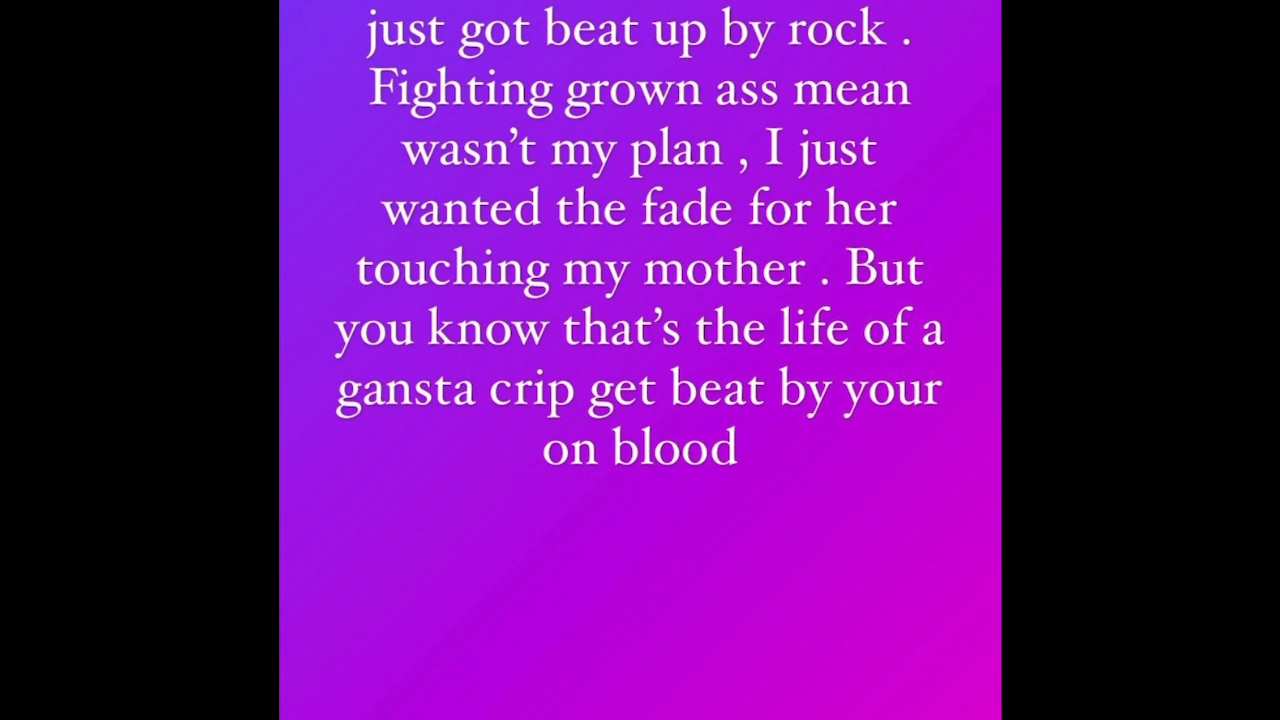 just got beat up by rock .
Fighting grown ass mean
wasn’t my plan , I just
wanted the fade for her
touching my mother . But
you know that’s the life of a
gansta crip get beat by your
on blood